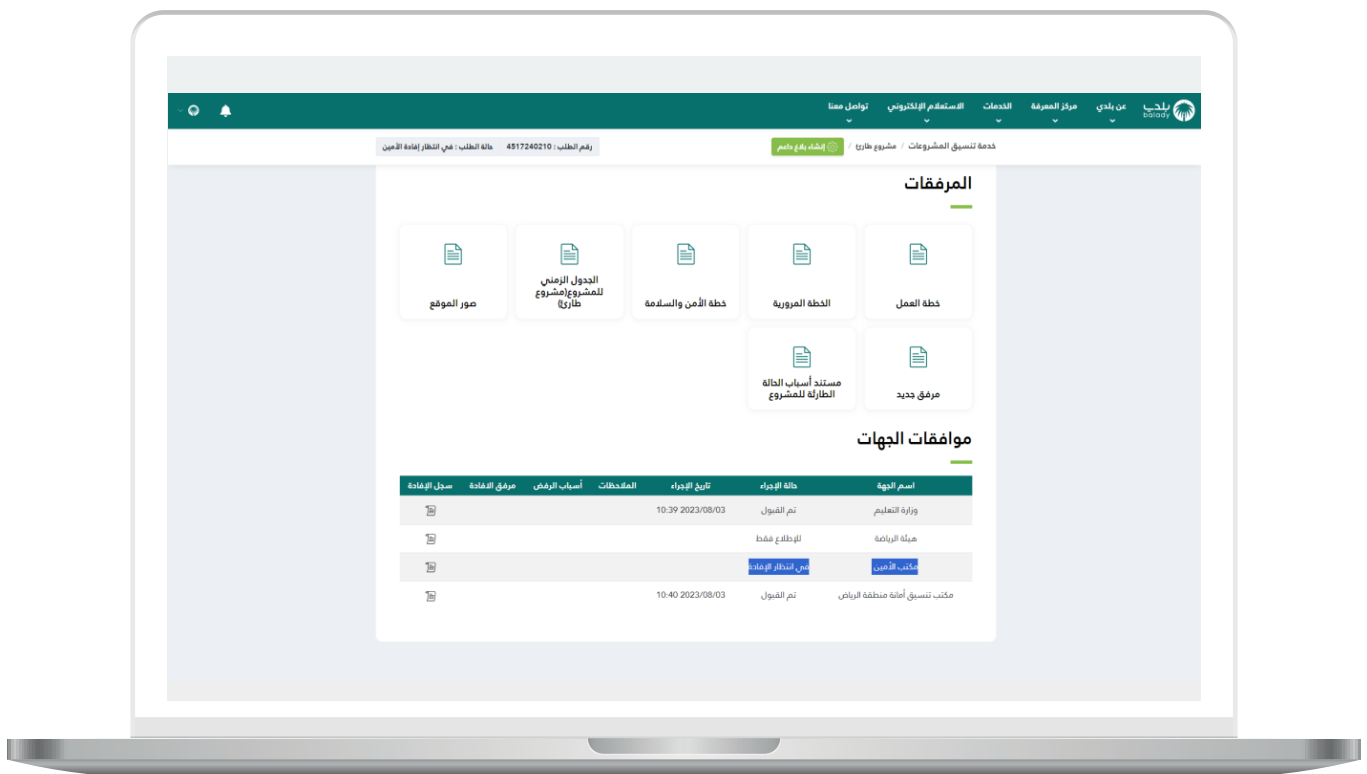 بلدي
balady
عن بلدي
مركز المعرفة
الخدمات
الاستعلام الإلكتروني
تواصل معنا
خدمة تنسيق المشروعات / مشروع طارئ /
إنشاء بلاغ داعم
رقم الطلب : 4517240210
حالة الطلب : في انتظار إفادة الأمين
المرفقات
خطة العمل
الخطة المرورية
خطة الأمن والسلامة
الجدول الزمني
للمشروع(مشروع
طارئ)
صور الموقع
مرفق جديد
مستند أسباب الحالة
الطارئة للمشروع
موافقات الجهات
اسم الجهة حالة الإجراء تاريخ الإجراء الملاحظات أسباب الرفض مرفق الافادة سجل الإفادة
وزارة التعليم تم القبول 2023/08/03 10:39
هيئة الرياضة للإطلاع فقط
مكتب الأمين في انتظار الإفادة
مكتب تنسيق أمانة منطقة الرياض تم القبول 2023/08/03 10:40